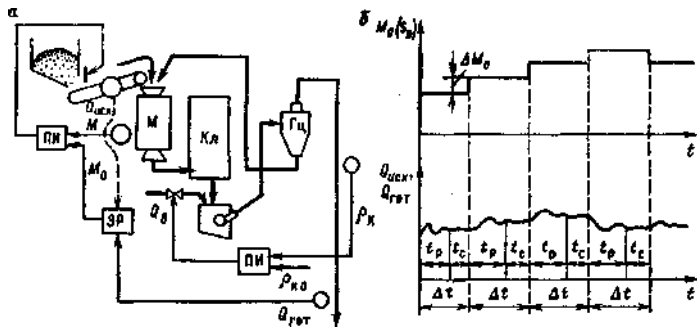 а
Qисх
М
ПИ
М₀
ЭР
М
Кл
Гц
Qв
ρк
ПИ
ρк0
Qгот
б М₀(Sв)
ΔМ₀
t
Qисх,
Qгот
tр tс tр tс tр tс tр tс
Δt Δt Δt Δt
t